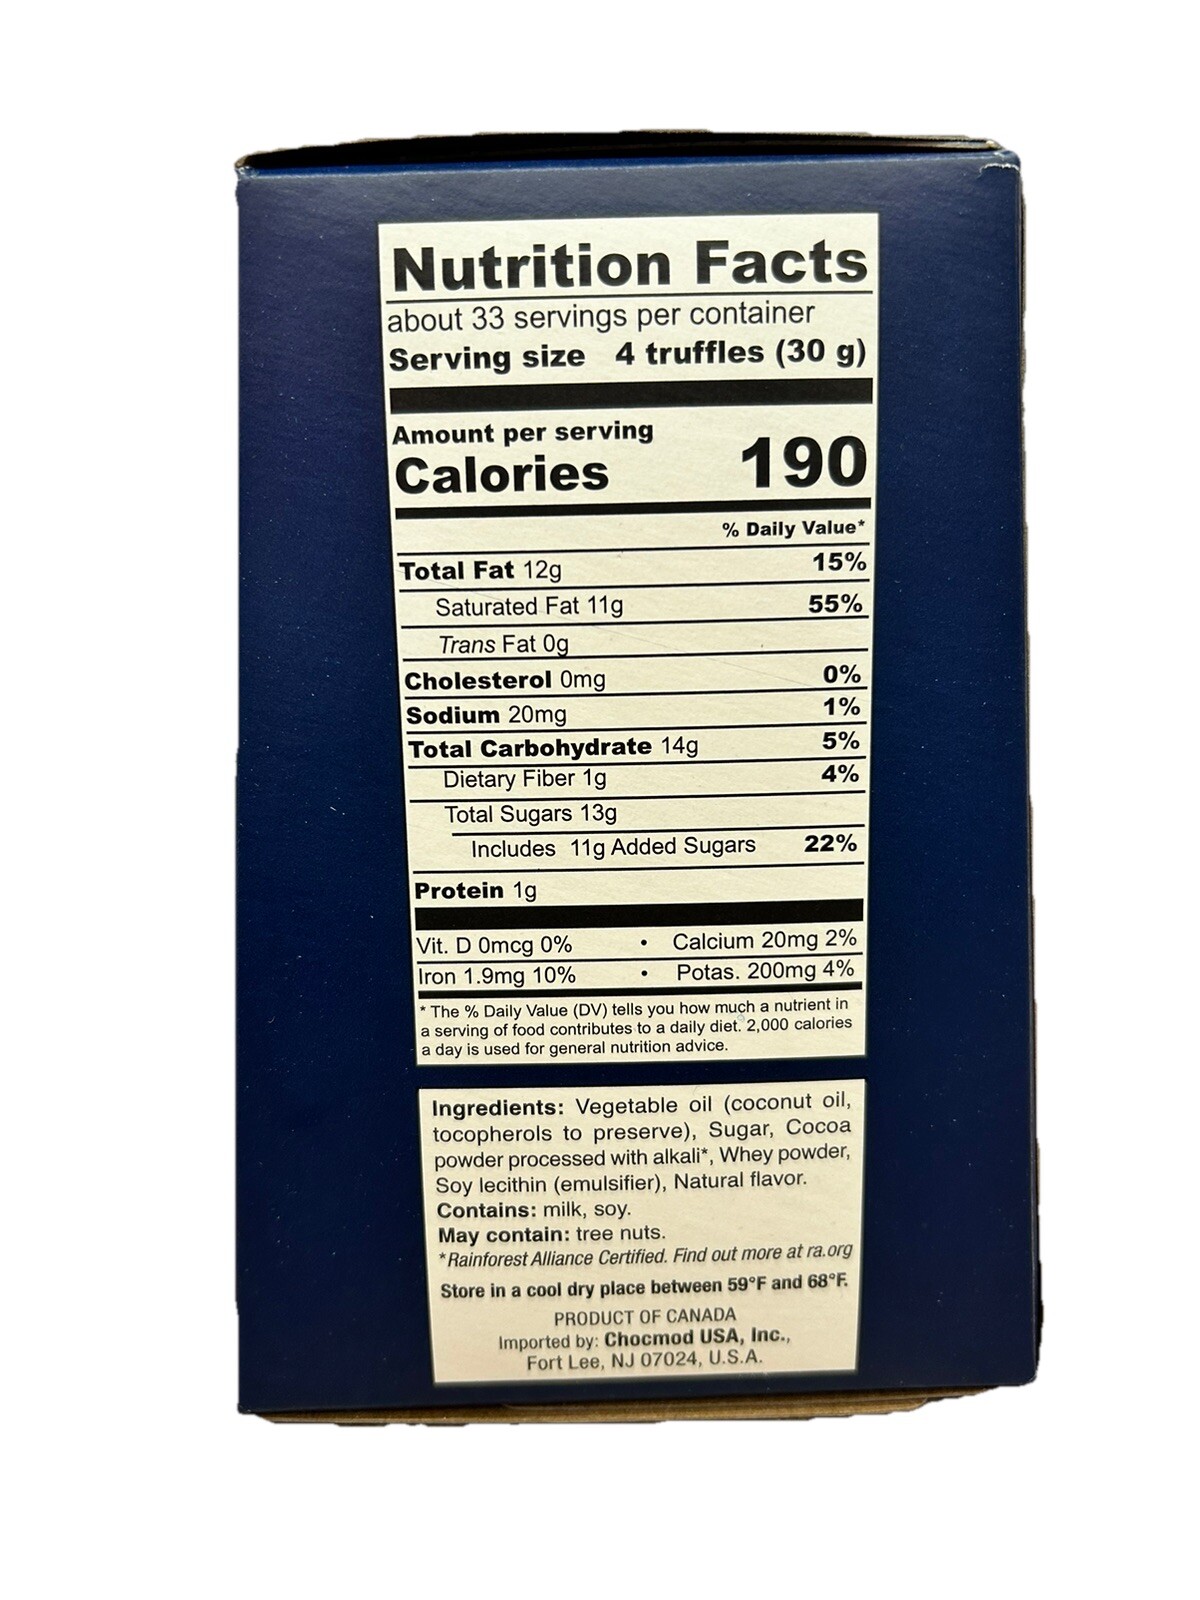 Nutrition Facts
about 33 servings per container
Serving size 4 truffles (30 g)
Amount per serving
Calories 190
% Daily Value*
Total Fat 12g 15%
Saturated Fat 11g 55%
Trans Fat 0g
Cholesterol 0mg 0%
Sodium 20mg 1%
Total Carbohydrate 14g 5%
Dietary Fiber 1g 4%
Total Sugars 13g
Includes 11g Added Sugars 22%
Protein 1g
Vit. D 0mcg 0% • Calcium 20mg 2%
Iron 1.9mg 10% • Potas. 200mg 4%
* The % Daily Value (DV) tells you how much a nutrient in
a serving of food contributes to a daily diet. 2,000 calories
a day is used for general nutrition advice.
Ingredients: Vegetable oil (coconut oil,
tocopherols to preserve), Sugar, Cocoa
powder processed with alkali*, Whey powder,
Soy lecithin (emulsifier), Natural flavor.
Contains: milk, soy.
May contain: tree nuts.
*Rainforest Alliance Certified. Find out more at ra.org
Store in a cool dry place between 59°F and 68°F.
PRODUCT OF CANADA
Imported by: Chocmod USA, Inc.,
Fort Lee, NJ 07024, U.S.A.